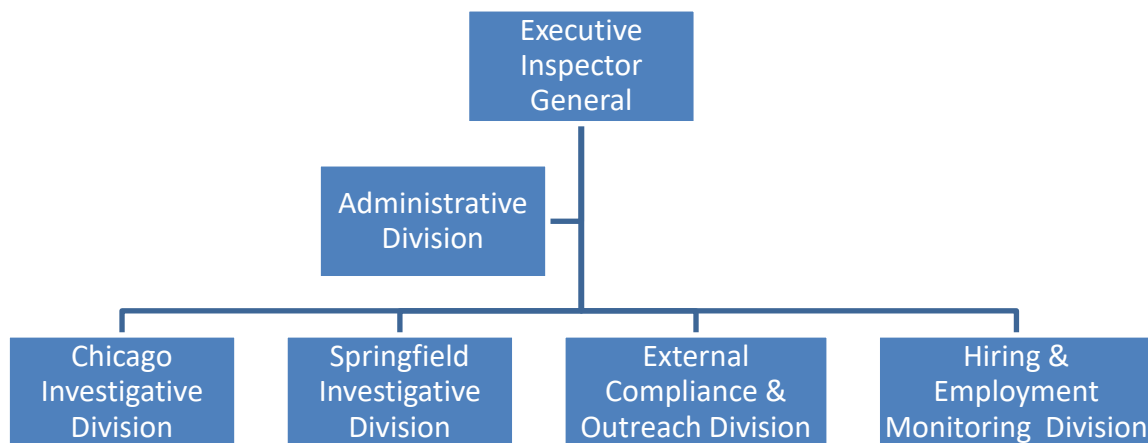 Executive
Inspector
General
Administrative
Division
Chicago
Investigative
Division
Springfield
Investigative
Division
External
Compliance &
Outreach Division
Hiring &
Employment
Monitoring  Division